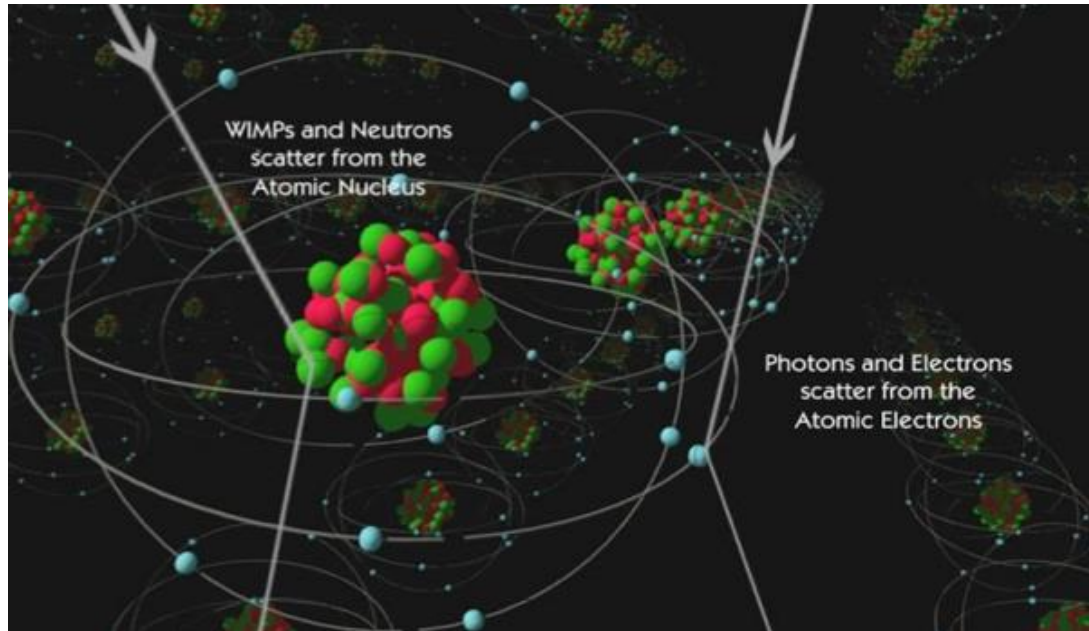 WIMPs and Neutrons
scatter from the
Atomic Nucleus
Photons and Electrons
scatter from the
Atomic Electrons